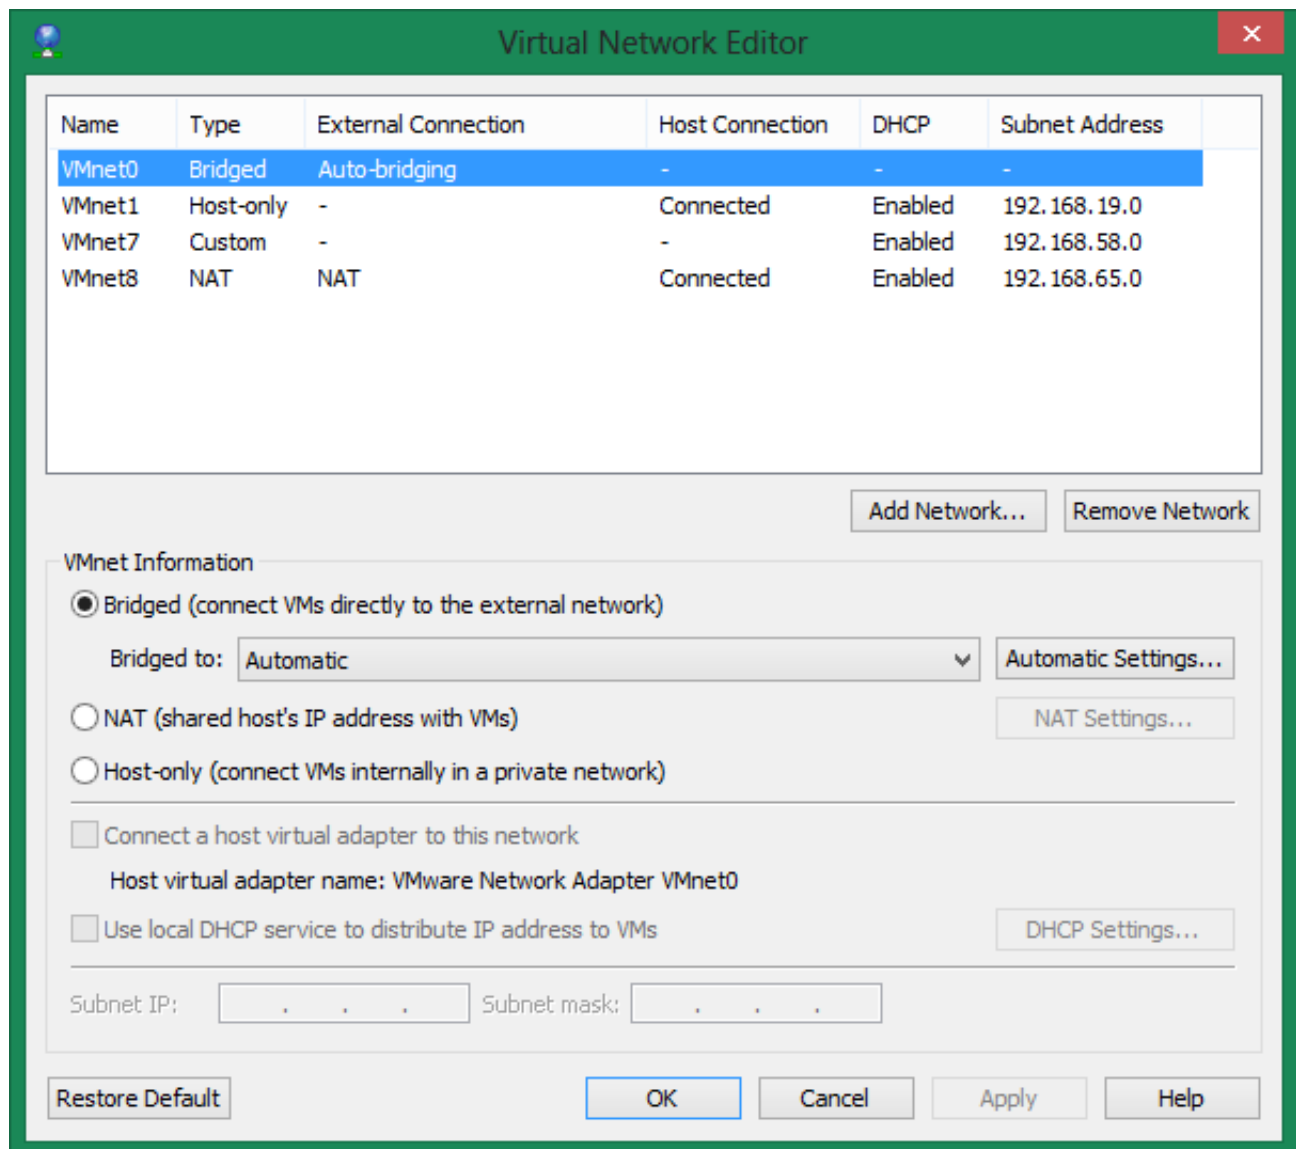 Virtual Network Editor
Name Type External Connection Host Connection DHCP Subnet Address
VMnet0 Bridged Auto-bridging - - -
VMnet1 Host-only - Connected Enabled 192.168.19.0
VMnet7 Custom - - Enabled 192.168.58.0
VMnet8 NAT NAT Connected Enabled 192.168.65.0
Add Network... Remove Network
VMnet Information
Bridged (connect VMs directly to the external network)
Bridged to: Automatic Automatic Settings...
NAT (shared host's IP address with VMs) NAT Settings...
Host-only (connect VMs internally in a private network)
Connect a host virtual adapter to this network
Host virtual adapter name: VMware Network Adapter VMnet0
Use local DHCP service to distribute IP address to VMs DHCP Settings...
Subnet IP: . . . Subnet mask: . . .
Restore Default OK Cancel Apply Help